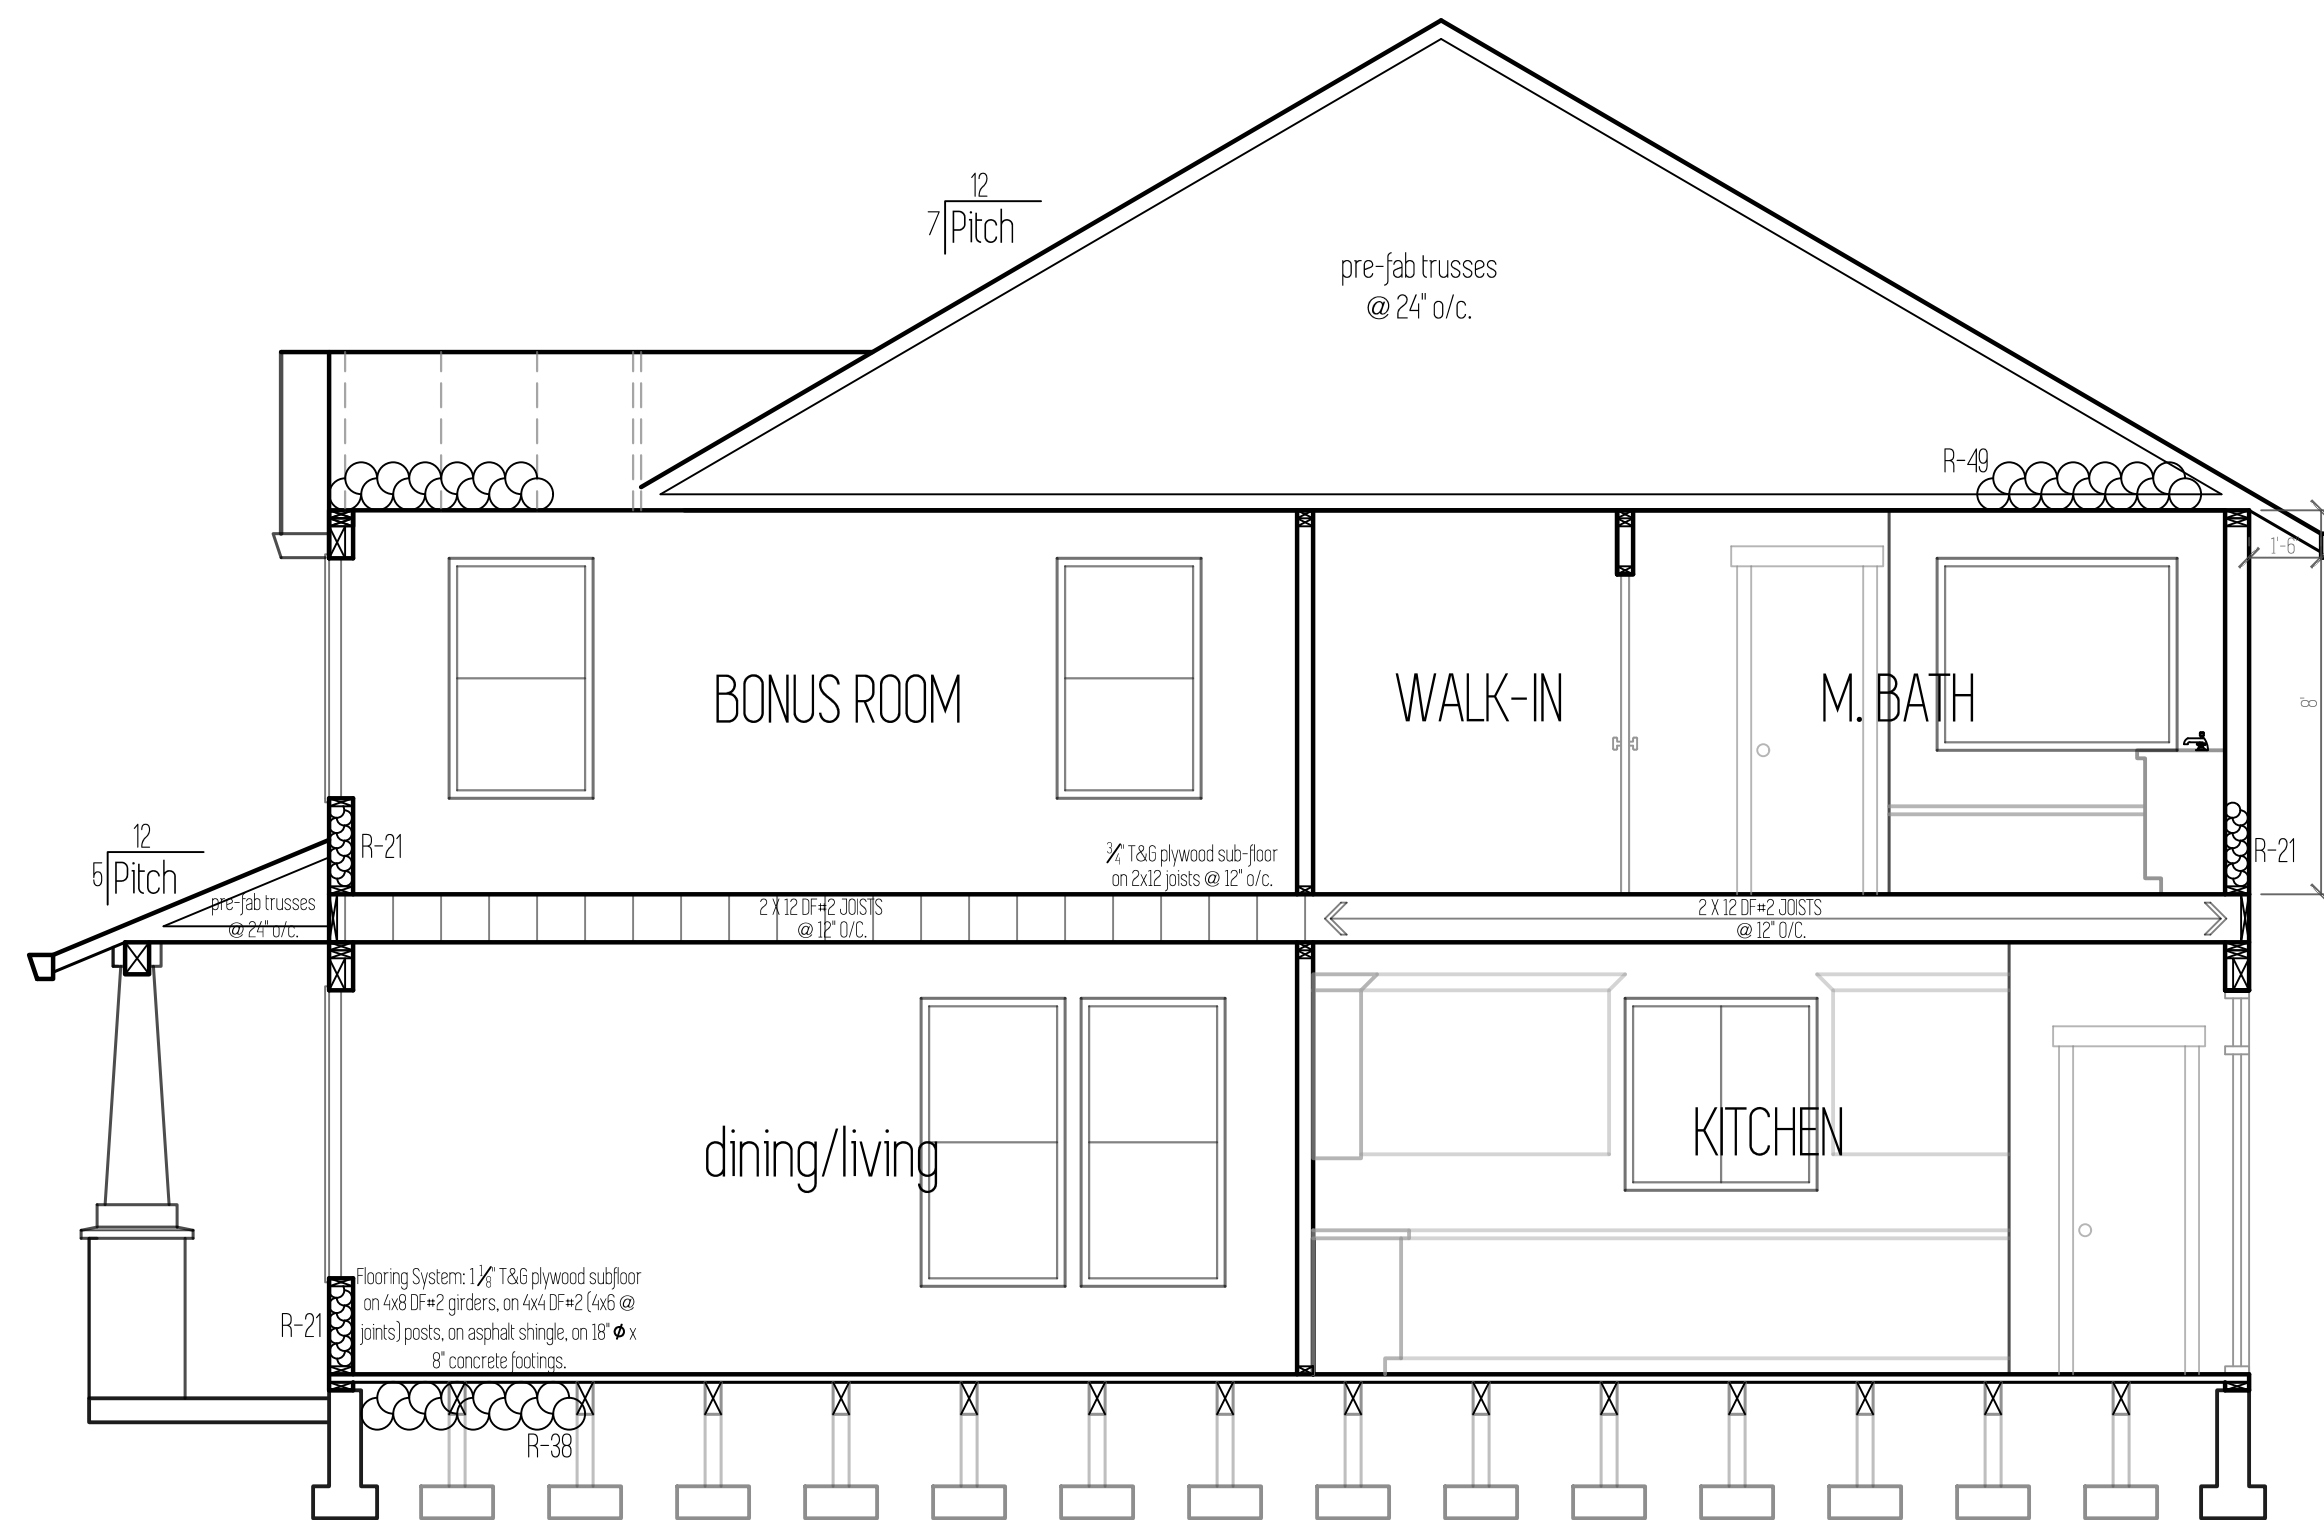 12
7 Pitch
pre-fab trusses
@ 24" o/c.
R-49
1'-6"
BONUS ROOM
WALK-IN
M. BATH
8'
12
5 Pitch
R-21
3/4" T&G plywood sub-floor
on 2x12 joists @ 12" o/c.
R-21
pre-fab trusses
@ 24" o/c.
2 X 12 DF#2 JOISTS
@ 12" O/C.
2 X 12 DF#2 JOISTS
@ 12" O/C.
dining/living
KITCHEN
R-21
Flooring System: 1 1/8" T&G plywood subfloor
on 4x8 DF#2 girders, on 4x4 DF#2 (4x6 @
joints) posts, on asphalt shingle, on 18" ϕ x
8" concrete footings.
R-38